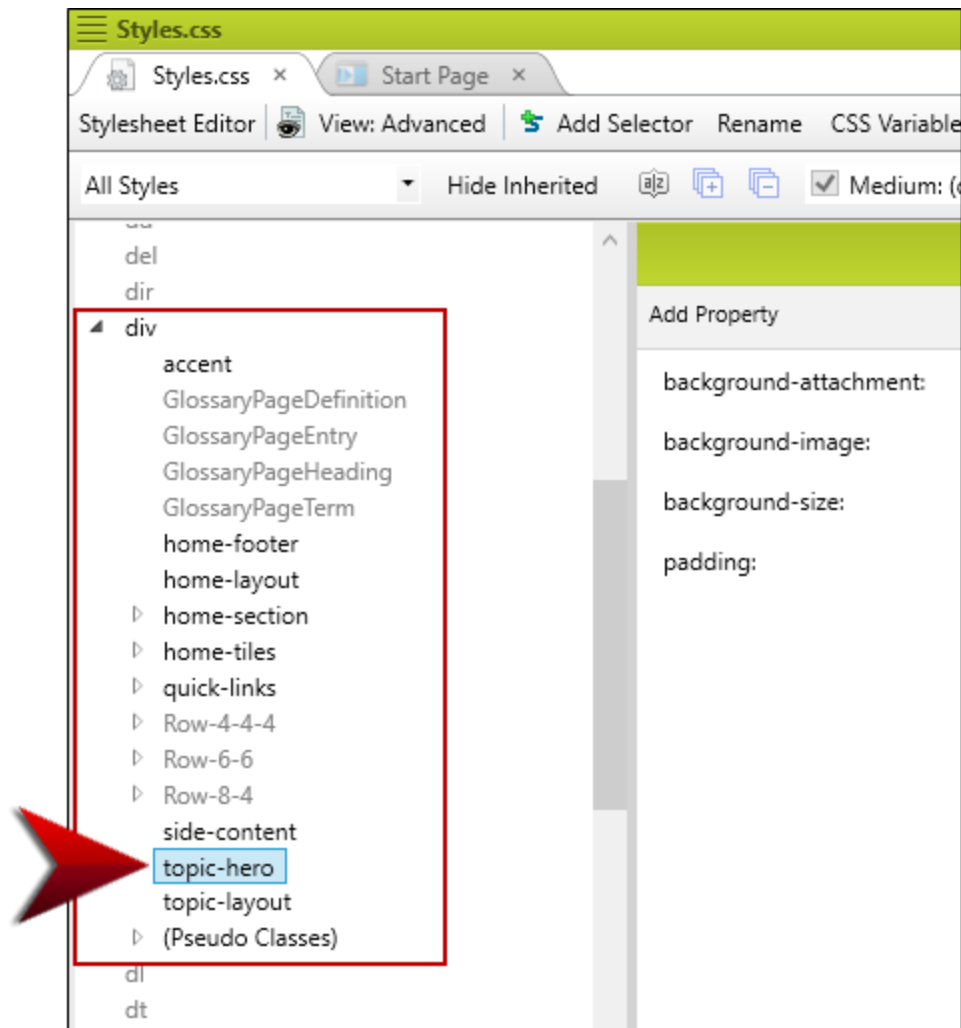 Styles.css
Styles.css × Start Page ×
Stylesheet Editor View: Advanced Add Selector Rename CSS Variable
All Styles Hide Inherited a z Medium: (
del
dir
div
accent
GlossaryPageDefinition
GlossaryPageEntry
GlossaryPageHeading
GlossaryPageTerm
home-footer
home-layout
home-section
home-tiles
quick-links
Row-4-4-4
Row-6-6
Row-8-4
side-content
topic-hero
topic-layout
(Pseudo Classes)
dl
dt
Add Property
background-attachment:
background-image:
background-size:
padding: